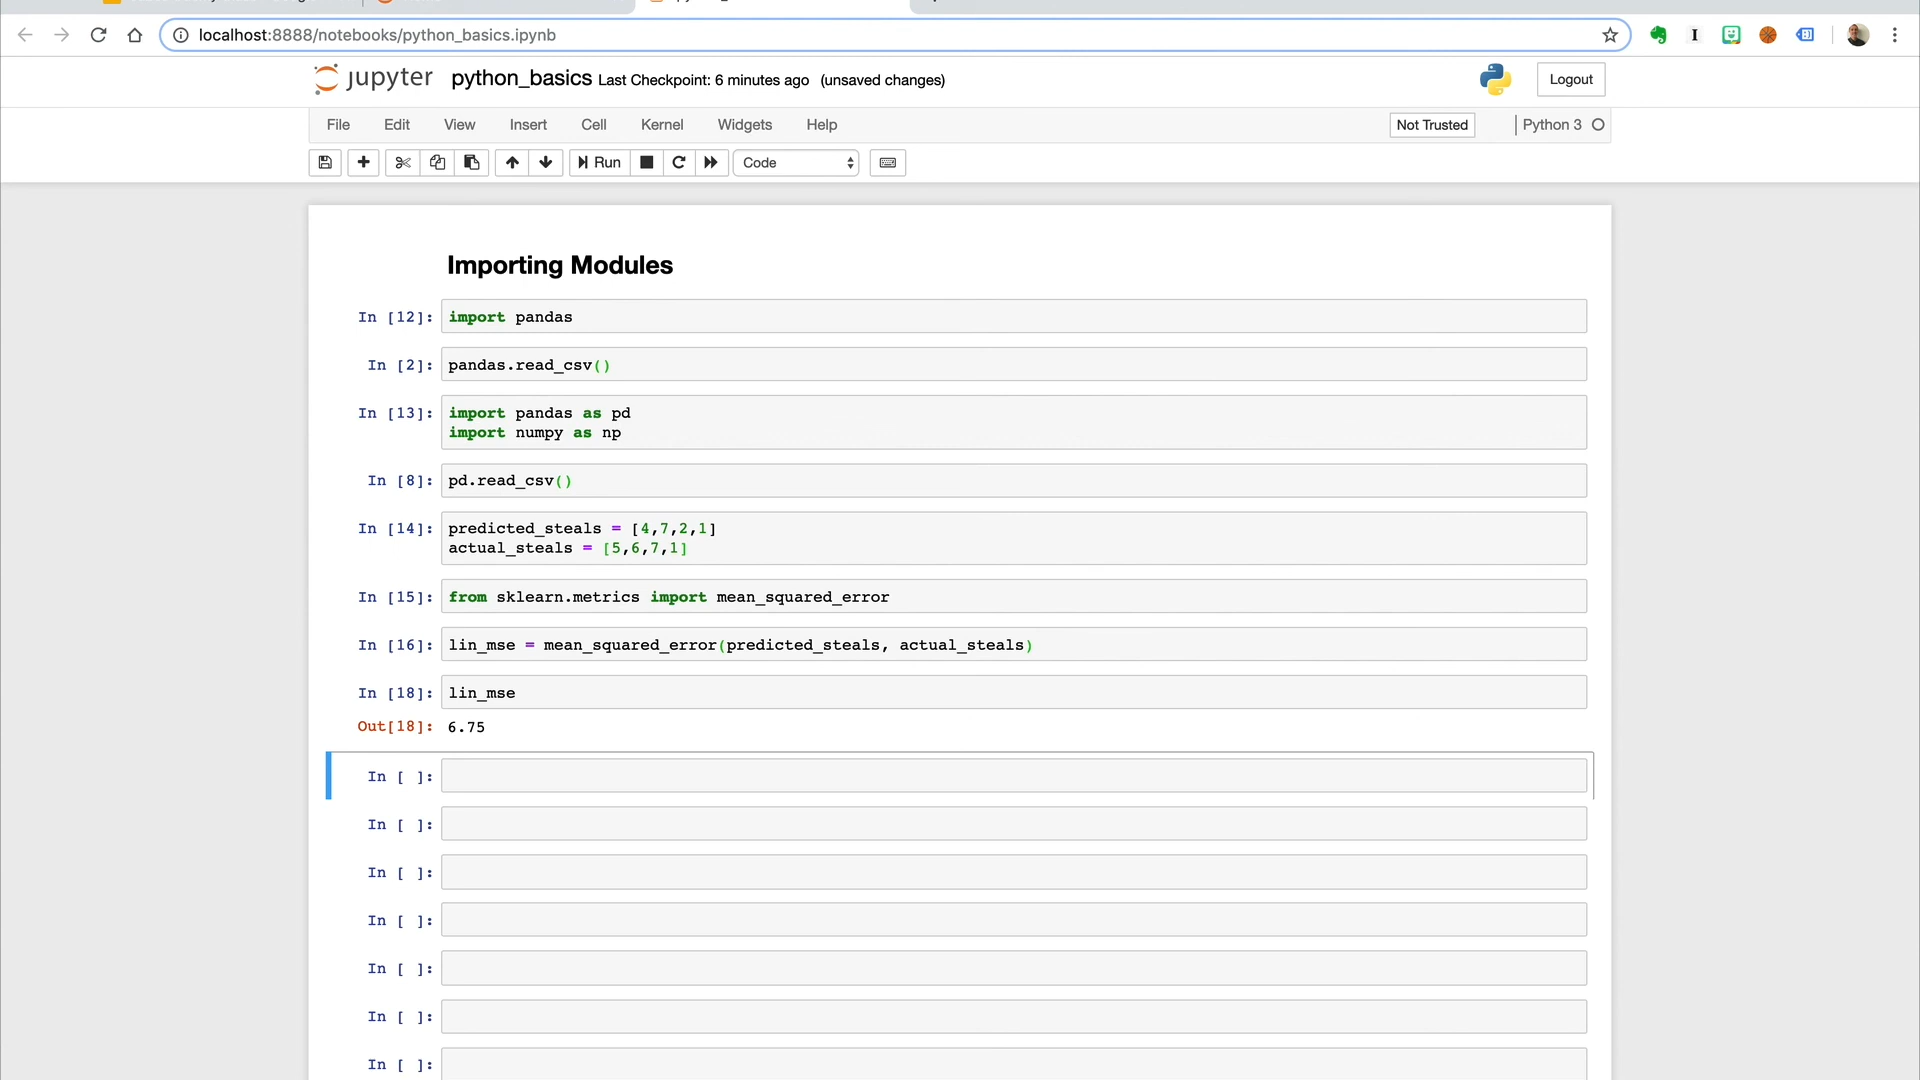 localhost:8888/notebooks/python_basics.ipynb
jupyter python_basics Last Checkpoint: 6 minutes ago (unsaved changes)
Logout
File Edit View Insert Cell Kernel Widgets Help
Not Trusted
Python 3
Run
Code
Importing Modules
In [12]: import pandas
In [2]: pandas.read_csv()
In [13]: import pandas as pd
import numpy as np
In [8]: pd.read_csv()
In [14]: predicted_steals = [4,7,2,1]
actual_steals = [5,6,7,1]
In [15]: from sklearn.metrics import mean_squared_error
In [16]: lin_mse = mean_squared_error(predicted_steals, actual_steals)
In [18]: lin_mse
Out[18]: 6.75
In [ ]:
In [ ]:
In [ ]:
In [ ]:
In [ ]:
In [ ]:
In [ ]: